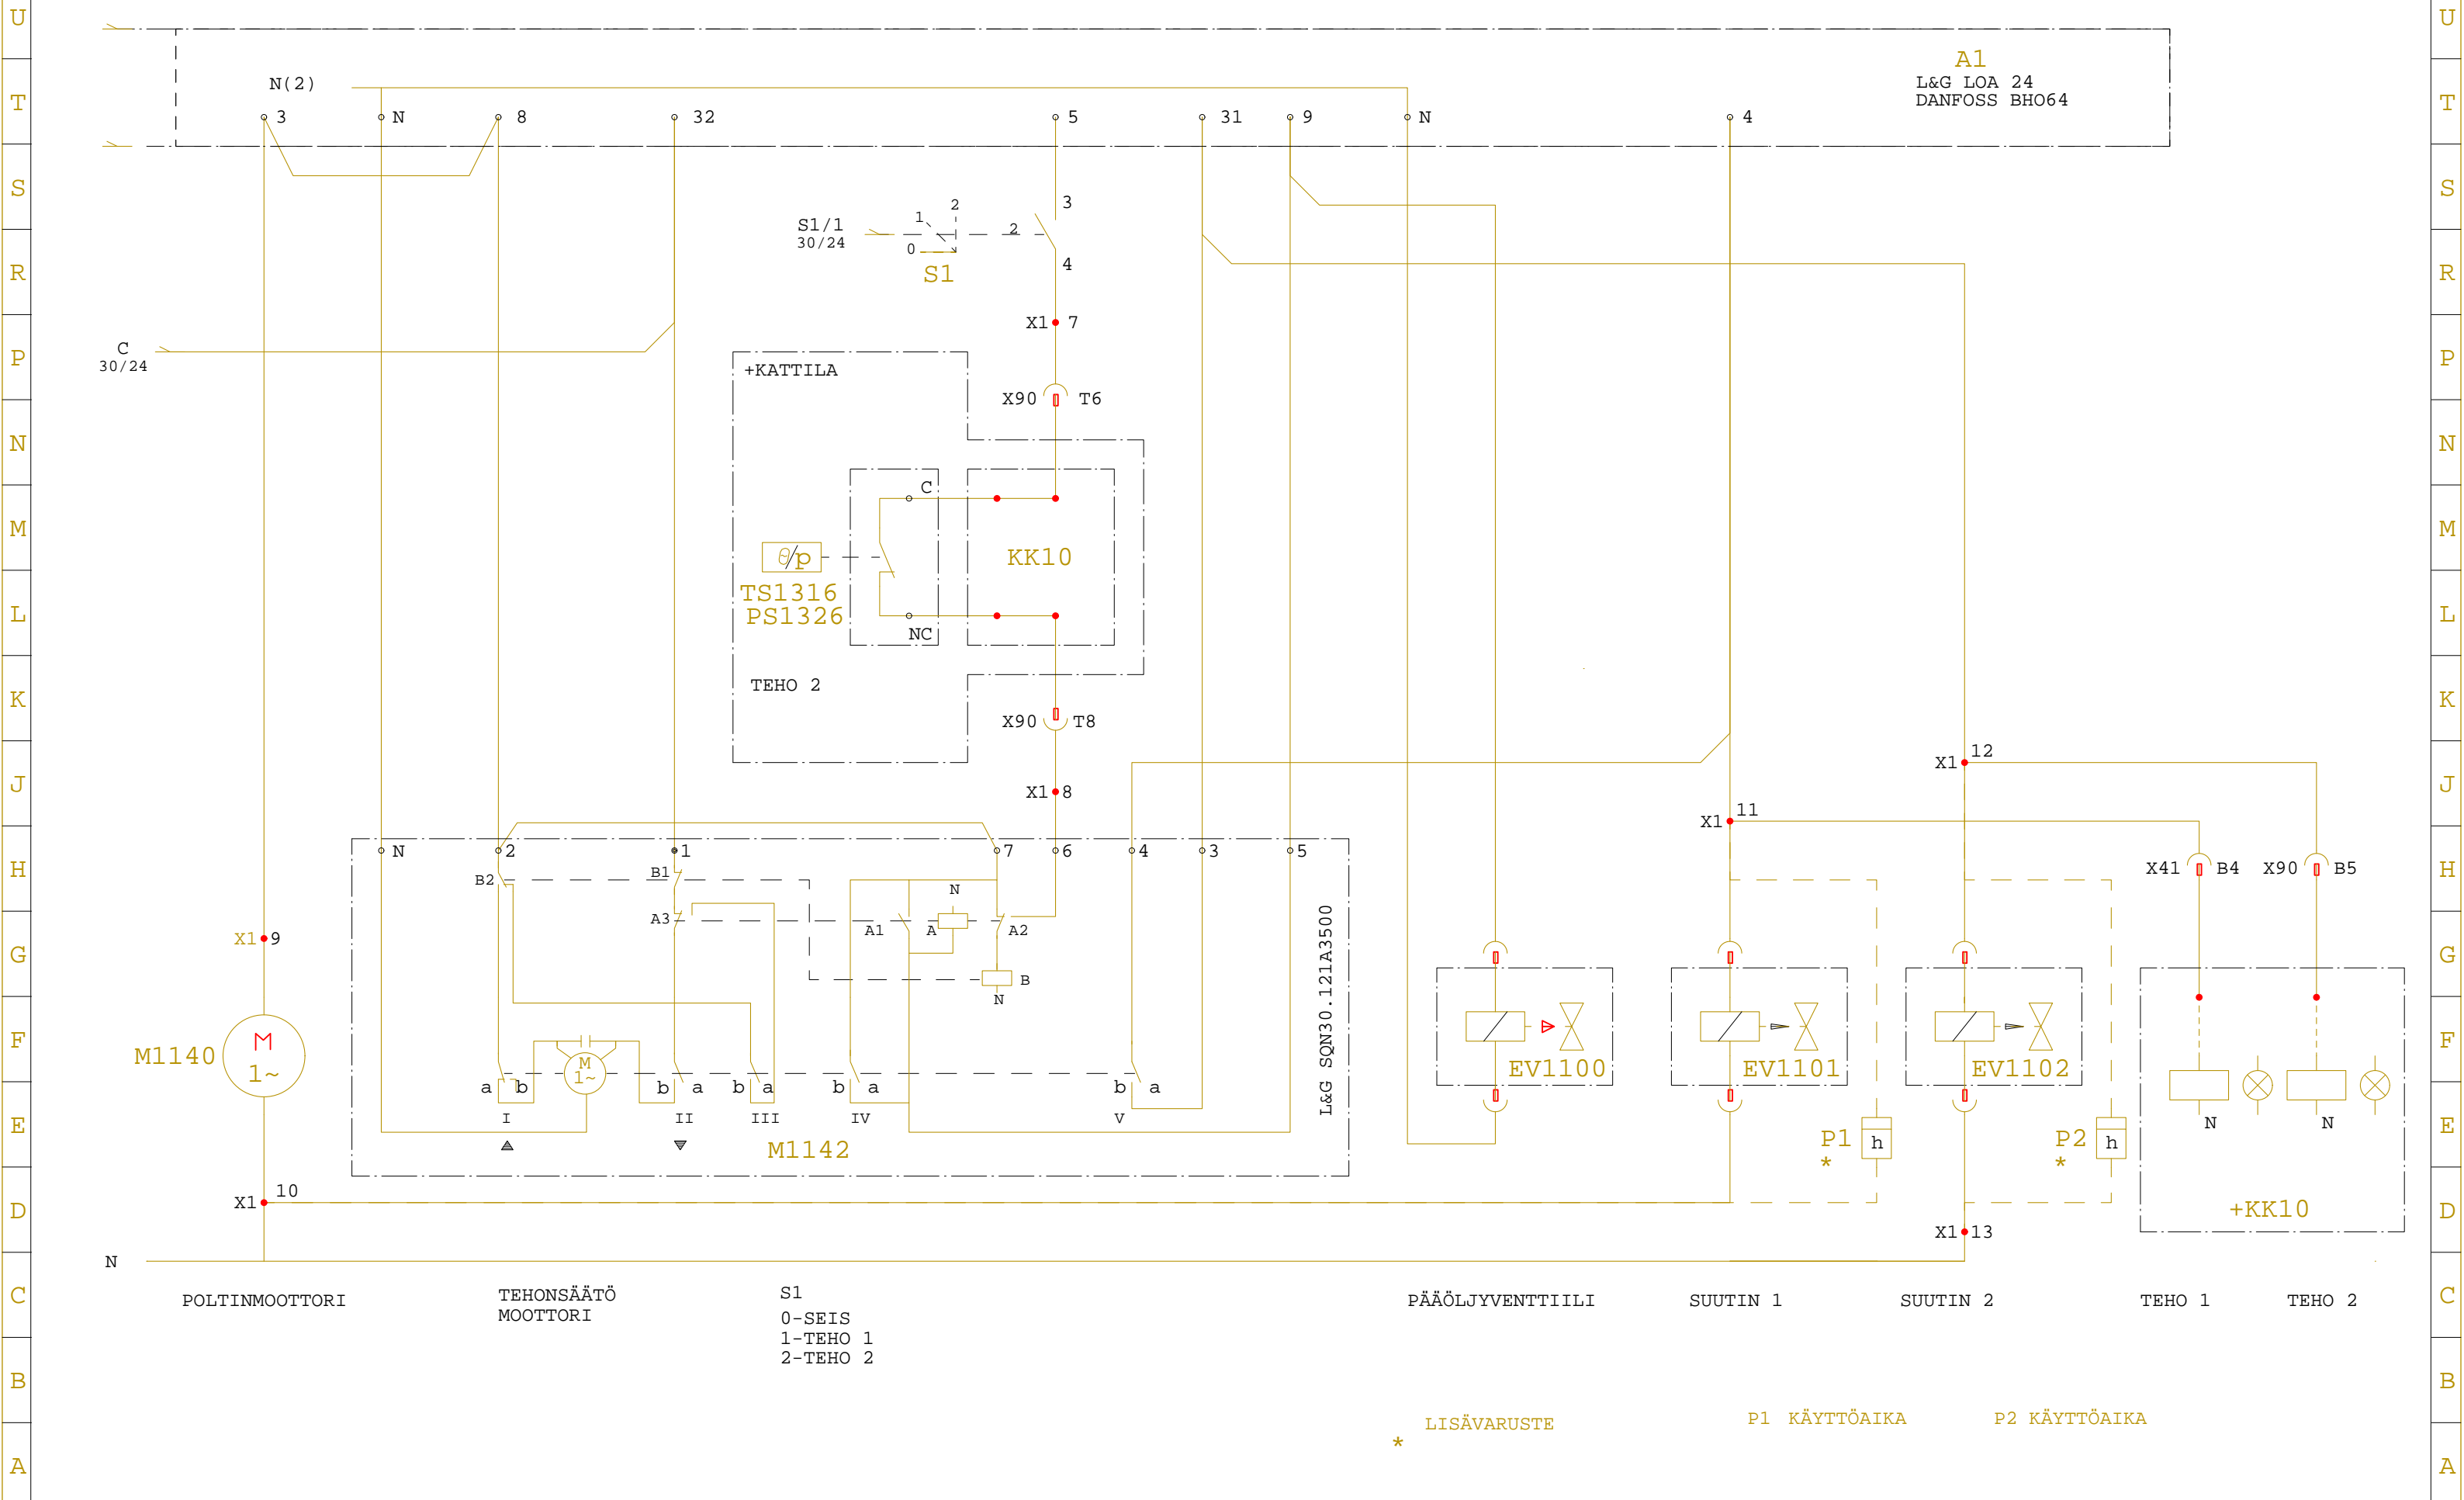 U
U
A1
N(2)
L&G LOA 24
T
DANFOSS BHO64
T
3
N
8
32
5
31
9
N
4
S
S
3
S1/1
30/24
1
2
0
2
S1
4
R
R
X1 7
C
30/24
P
P
+KATTILA
X90 T6
N
N
C
M
M
θ/p
KK10
TS1316
PS1326
L
L
NC
TEHO 2
K
K
X90 T8
X1 12
J
J
X1 8
X1 11
N
2
1
7
6
4
3
5
H
H
B2
B1
N
X41 B4
X90 B5
A3
A1
A
A2
X1 9
G
G
B
N
L&G SQN30.121A3500
M
1~
M1140
F
F
M
1~
EV1100
EV1101
EV1102
a b
b a
b a
b a
b a
I
II
III
IV
V
E
E
N
N
P1
*
h
P2
*
h
M1142
X1 10
D
D
+KK10
X1 13
N
POLTINMOOTTORI
TEHONSÄÄTÖ
MOOTTORI
S1
0-SEIS
1-TEHO 1
2-TEHO 2
PÄÄÖLJYVENTTIILI
SUUTIN 1
SUUTIN 2
TEHO 1
TEHO 2
C
C
B
B
* LISÄVARUSTE
P1 KÄYTTÖAIKA
P2 KÄYTTÖAIKA
A
A